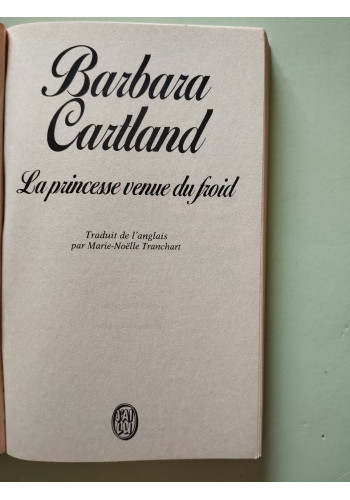 Barbara
Cartland
La princesse venue du froid
Traduit de l'anglais
par Marie-Noëlle Tranchart
J'AI
LU